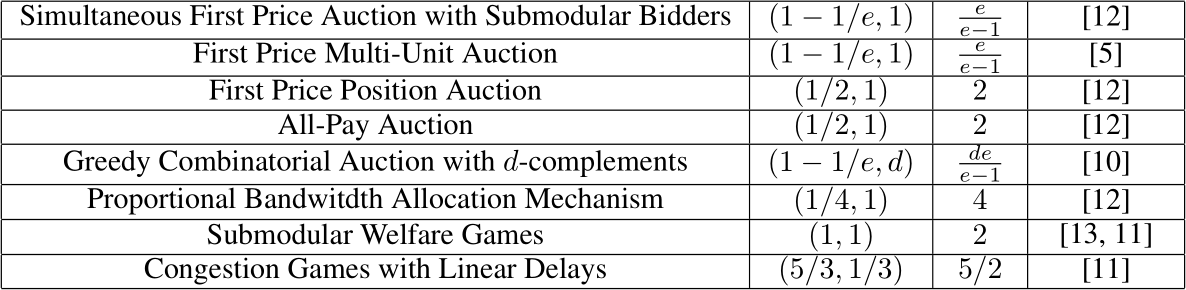 Simultaneous First Price Auction with Submodular Bidders (1 − 1/e, 1) e/(e−1) [12]
First Price Multi-Unit Auction (1 − 1/e, 1) e/(e−1) [5]
First Price Position Auction (1/2, 1) 2 [12]
All-Pay Auction (1/2, 1) 2 [12]
Greedy Combinatorial Auction with d-complements (1 − 1/e, d) de/(e−1) [10]
Proportional Bandwitdth Allocation Mechanism (1/4, 1) 4 [12]
Submodular Welfare Games (1, 1) 2 [13, 11]
Congestion Games with Linear Delays (5/3, 1/3) 5/2 [11]